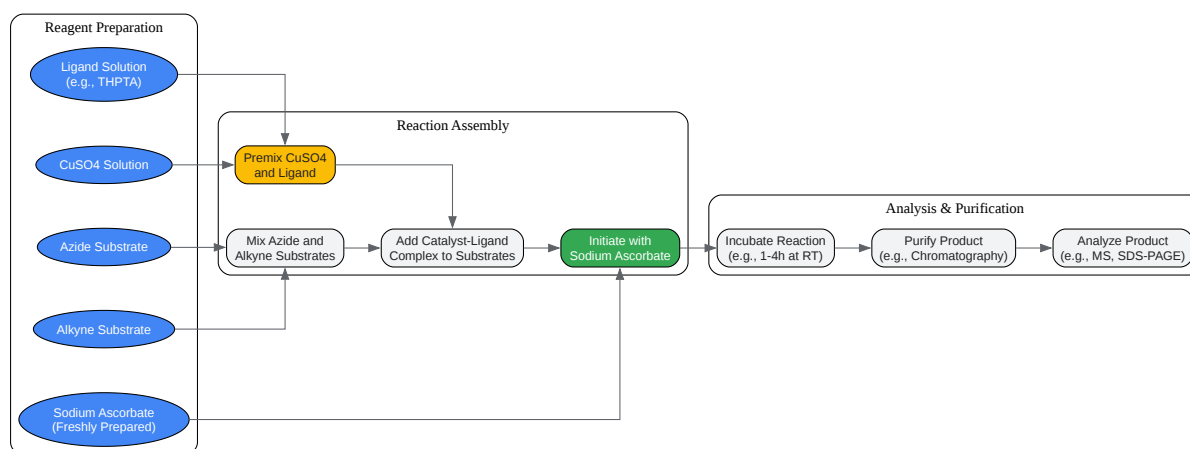 Reagent Preparation
Ligand Solution
(e.g., THPTA)
CuSO4 Solution
Azide Substrate
Alkyne Substrate
Sodium Ascorbate
(Freshly Prepared)
Reaction Assembly
Premix CuSO4
and Ligand
Mix Azide and
Alkyne Substrates
Add Catalyst-Ligand
Complex to Substrates
Initiate with
Sodium Ascorbate
Analysis & Purification
Incubate Reaction
(e.g., 1-4h at RT)
Purify Product
(e.g., Chromatography)
Analyze Product
(e.g., MS, SDS-PAGE)